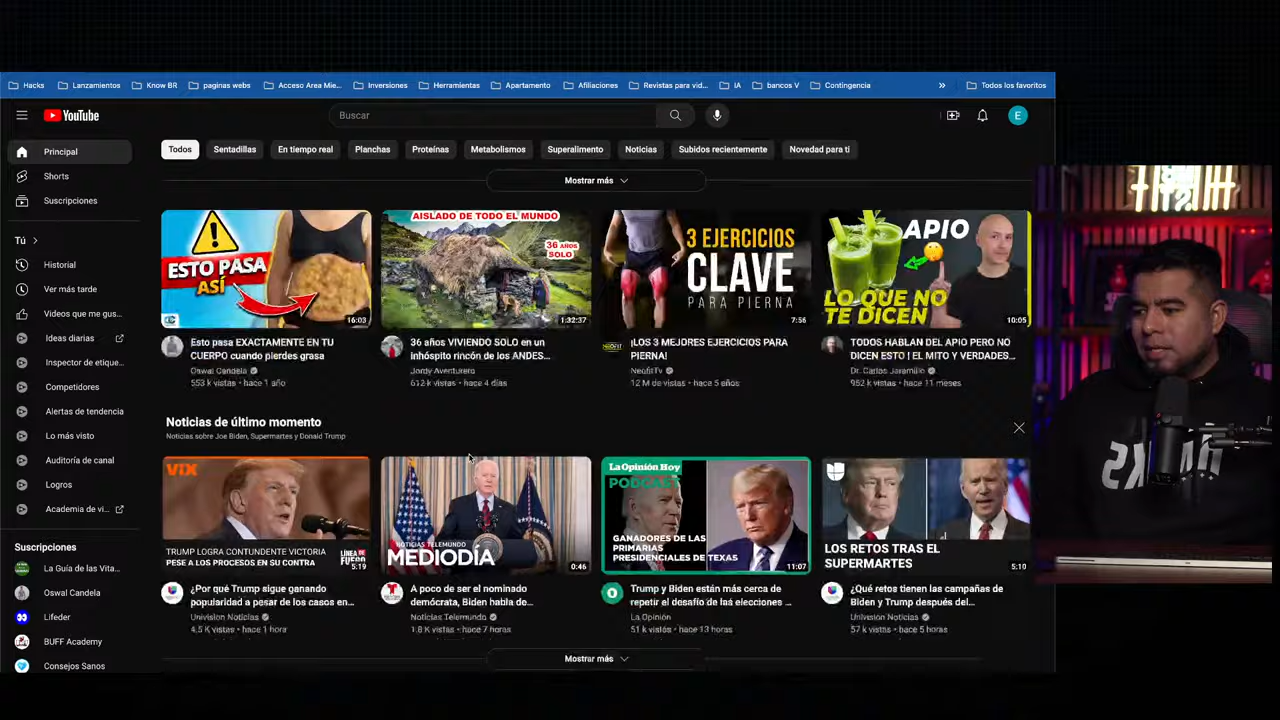 Hacks
Lanzamientos
Know BR
paginas webs
Acceso Area Mie...
Inversiones
Herramientas
Apartamento
Afiliaciones
Revistas para vid...
IA
bancos V
Contingencia
»
Todos los favoritos
YouTube
Buscar
E
Principal
Shorts
Suscripciones
Tú
Historial
Ver más tarde
Videos que me gus...
Ideas diarias
Inspector de etique...
Competidores
Alertas de tendencia
Lo más visto
Auditoría de canal
Logros
Academia de vi...
Suscripciones
La Guía de las Vita...
Oswal Candela
Lifeder
BUFF Academy
Consejos Sanos
Todos
Sentadillas
En tiempo real
Planchas
Proteínas
Metabolismos
Superalimento
Noticias
Subidos recientemente
Novedad para ti
Mostrar más
ESTO PASA
ASÍ
16:03
Esto pasa EXACTAMENTE EN TU
CUERPO cuando pierdes grasa
Oswal Candela
553 k vistas • hace 1 año
AISLADO DE TODO EL MUNDO
36 AÑOS
SOLO
1:32:37
36 años VIVIENDO SOLO en un
inhóspito rincón de los ANDES...
Jordy Aventurero
612 k vistas • hace 4 días
3 EJERCICIOS
CLAVE
PARA PIERNA
7:56
¡LOS 3 MEJORES EJERCICIOS PARA
PIERNA!
NeofitTv
12 M de vistas • hace 5 años
APIO
LO QUE NO
TE DICEN
10:05
TODOS HABLAN DEL APIO PERO NO
DICEN ESTO ! EL MITO Y VERDADES...
Dr. Carlos Jaramillo
952 k vistas • hace 11 meses
Noticias de último momento
Noticias sobre Joe Biden, Supermartes y Donald Trump
ViX
TRUMP LOGRA CONTUNDENTE VICTORIA
PESE A LOS PROCESOS EN SU CONTRA
LÍNEA DE
FUEGO
5:19
¿Por qué Trump sigue ganando
popularidad a pesar de los casos en...
Univision Noticias
4.5 K vistas • hace 1 hora
NOTICIAS TELEMUNDO
MEDIODÍA
0:46
A poco de ser el nominado
demócrata, Biden habla de...
Noticias Telemundo
1.8 K vistas • hace 7 horas
La Opinión Hoy
PODCAST
GANADORES DE LAS
PRIMARIAS
PRESIDENCIALES DE TEXAS
11:07
Trump y Biden están más cerca de
repetir el desafío de las elecciones ...
La Opinión
51 k vistas • hace 13 horas
LOS RETOS TRAS EL
SUPERMARTES
5:10
¿Qué retos tienen las campañas de
Biden y Trump después del...
Univision Noticias
57 k vistas • hace 5 horas
Mostrar más